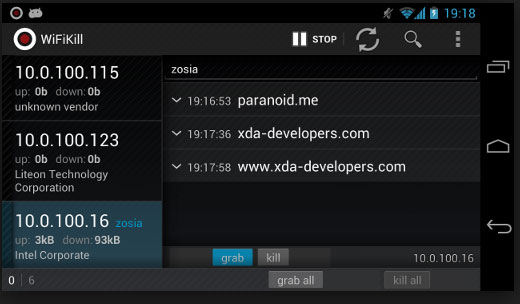 19:18
WiFiKill
STOP
10.0.100.115
up: 0b down: 0b
unknown vendor
10.0.100.123
up: 0b down: 0b
Liteon Technology
Corporation
10.0.100.16 zosia
up: 3kB down: 93kB
Intel Corporate
zosia
19:16:53 paranoid.me
19:17:36 xda-developers.com
19:17:58 www.xda-developers.com
grab kill 10.0.100.16
0 | 6 grab all kill all